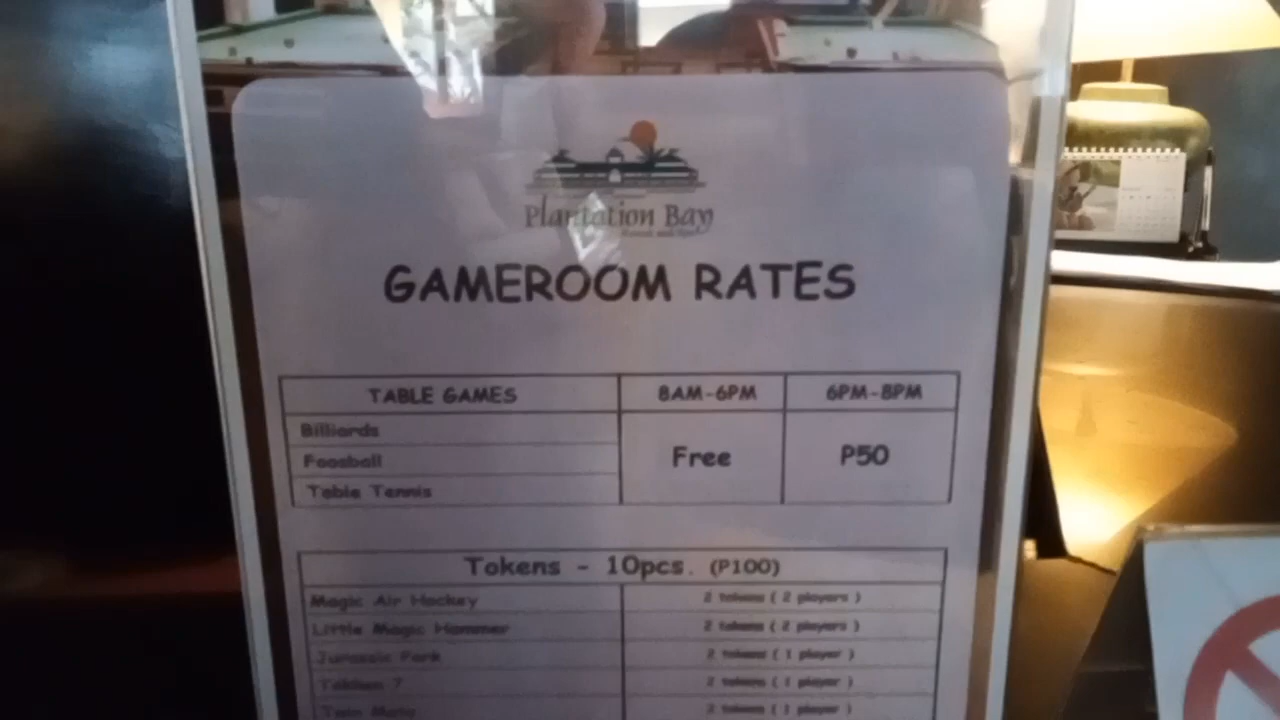 Plantation Bay
GAMEROOM RATES
TABLE GAMES 8AM-6PM 6PM-8PM
Billiards
Foosball
Free P50
Table Tennis
Tokens - 10pcs. (P100)
Magic Air Hockey 2 tokens ( 2 players )
Little Magic Hammer 2 tokens ( 2 players )
Jurassic Park 2 tokens ( 1 player )
Tekken 7 2 tokens ( 1 player )
2 tokens ( 1 player )